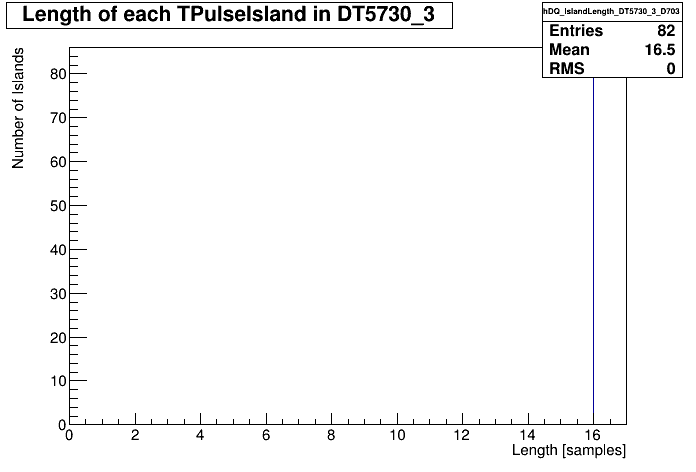 Length of each TPulseIsland in DT5730_3
hDQ_IslandLength_DT5730_3_D703
Entries 82
Mean 16.5
RMS 0
Number of Islands
80
70
60
50
40
30
20
10
0
0 2 4 6 8 10 12 14 16
Length [samples]